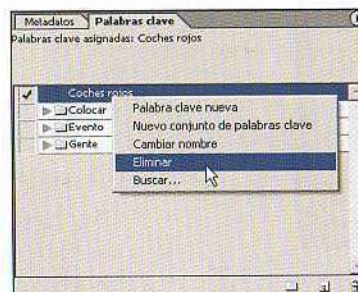 Metadatos Palabras clave
Palabras clave asignadas: Coches rojos
Coches rojos
Colocar
Evento
Gente
Palabra clave nueva
Nuevo conjunto de palabras clave
Cambiar nombre
Eliminar
Buscar...